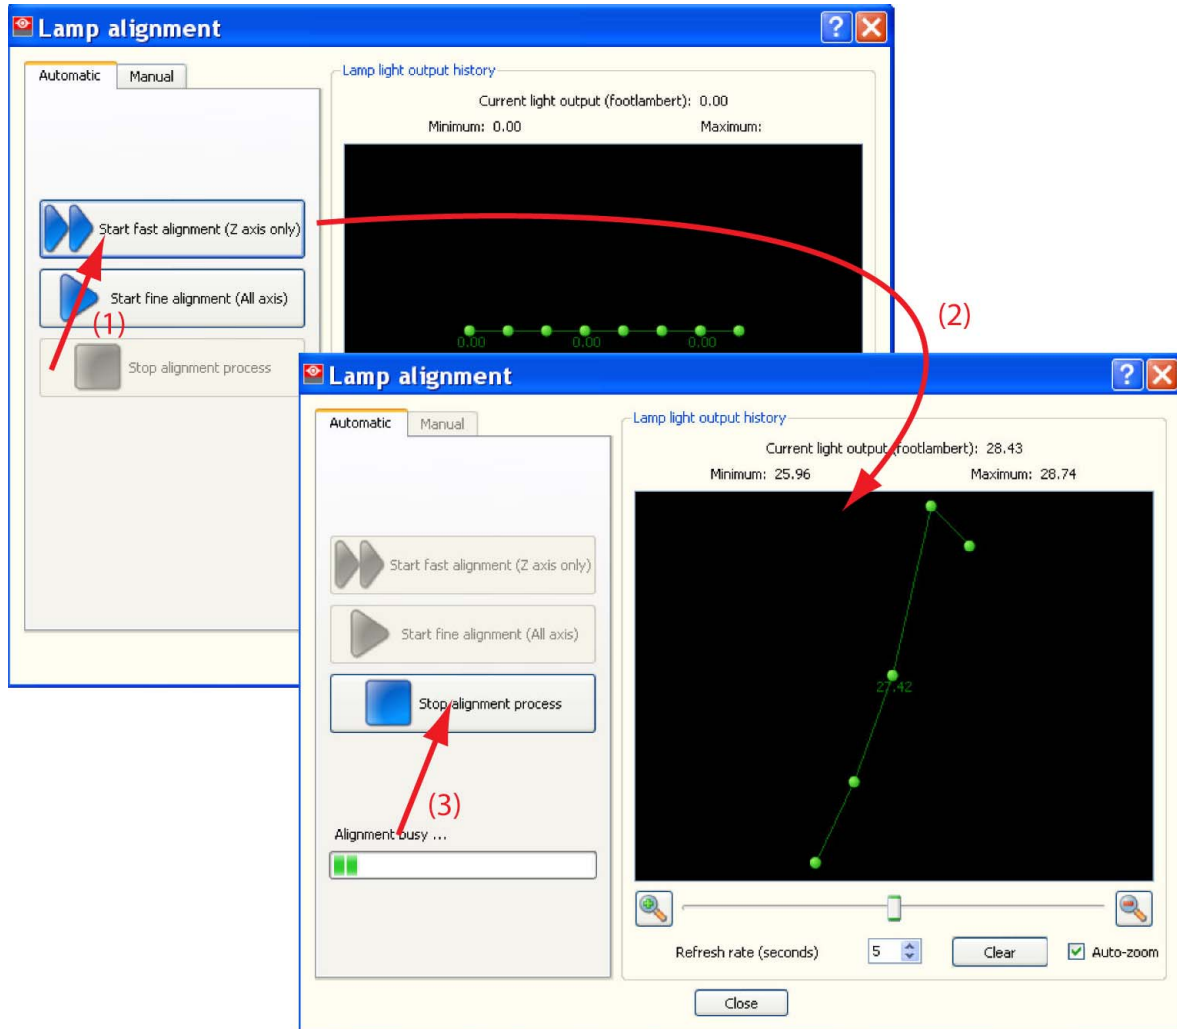 Lamp alignment
Automatic Manual
Lamp light output history
Current light output (footlambert): 0.00
Minimum: 0.00 Maximum:
Start fast alignment (Z axis only)
Start fine alignment (All axis)
(1)
Stop alignment process
0.00 0.00 0.00
(2)
Lamp alignment
Automatic Manual
Lamp light output history
Current light output (footlambert): 28.43
Minimum: 25.96 Maximum: 28.74
Start fast alignment (Z axis only)
Start fine alignment (All axis)
Stop alignment process
27.42
(3)
Alignment busy ...
Refresh rate (seconds) 5 Clear Auto-zoom
Close